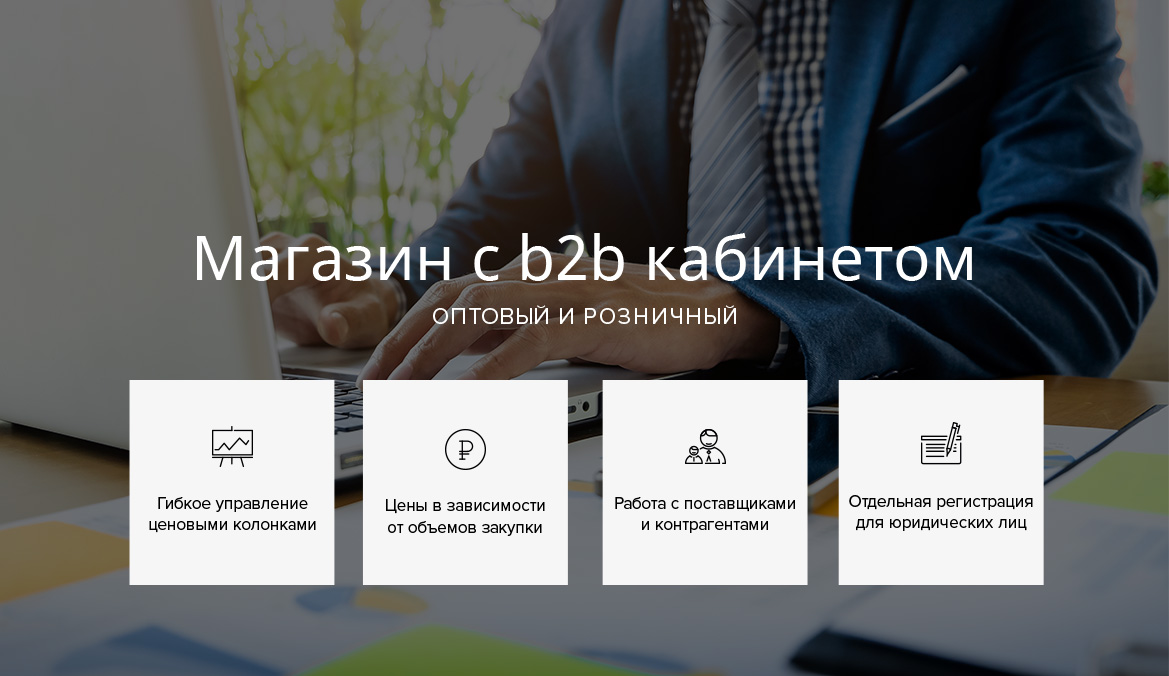 Магазин с b2b кабинетом
ОПТОВЫЙ И РОЗНИЧНЫЙ
Гибкое управление
ценовыми колонками
Цены в зависимости
от объемов закупки
Работа с поставщиками
и контрагентами
Отдельная регистрация
для юридических лиц